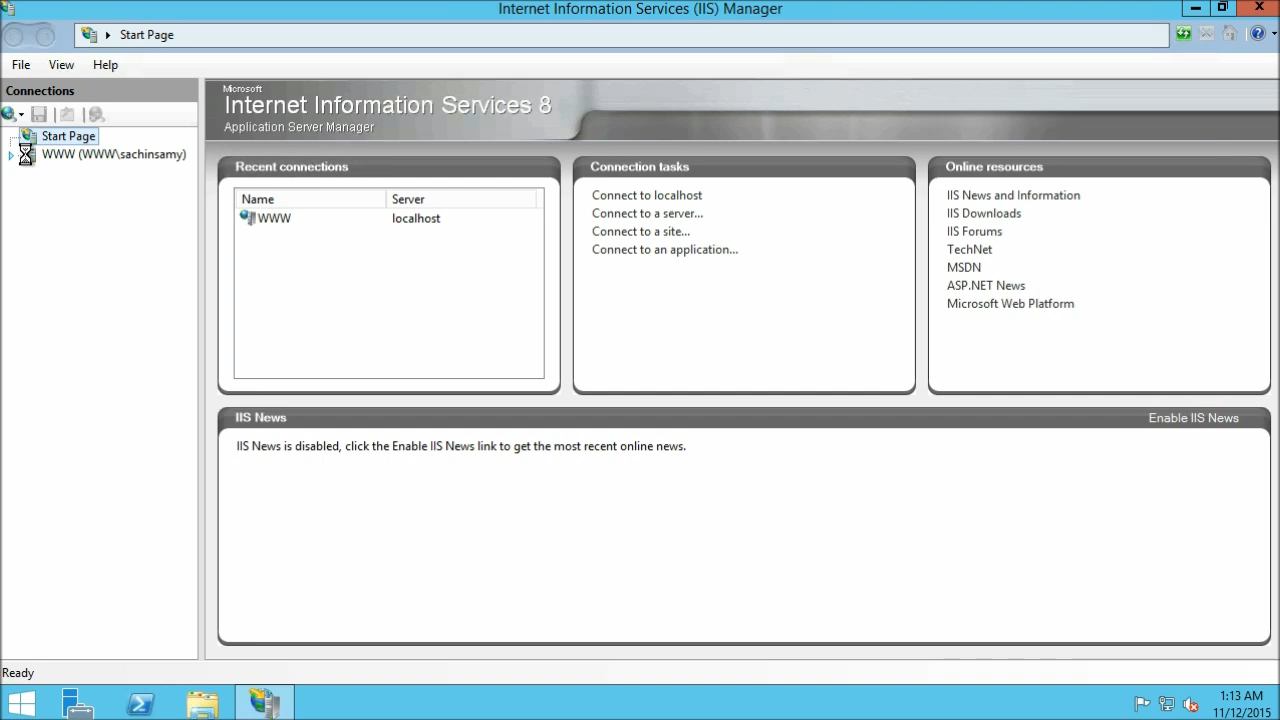 Internet Information Services (IIS) Manager
Start Page
File View Help
Connections
Start Page
WWW (WWW\sachinsamy)
Microsoft
Internet Information Services 8
Application Server Manager
Recent connections
Name Server
WWW localhost
Connection tasks
Connect to localhost
Connect to a server...
Connect to a site...
Connect to an application...
Online resources
IIS News and Information
IIS Downloads
IIS Forums
TechNet
MSDN
ASP.NET News
Microsoft Web Platform
IIS News Enable IIS News
IIS News is disabled, click the Enable IIS News link to get the most recent online news.
Ready
1:13 AM
11/12/2015